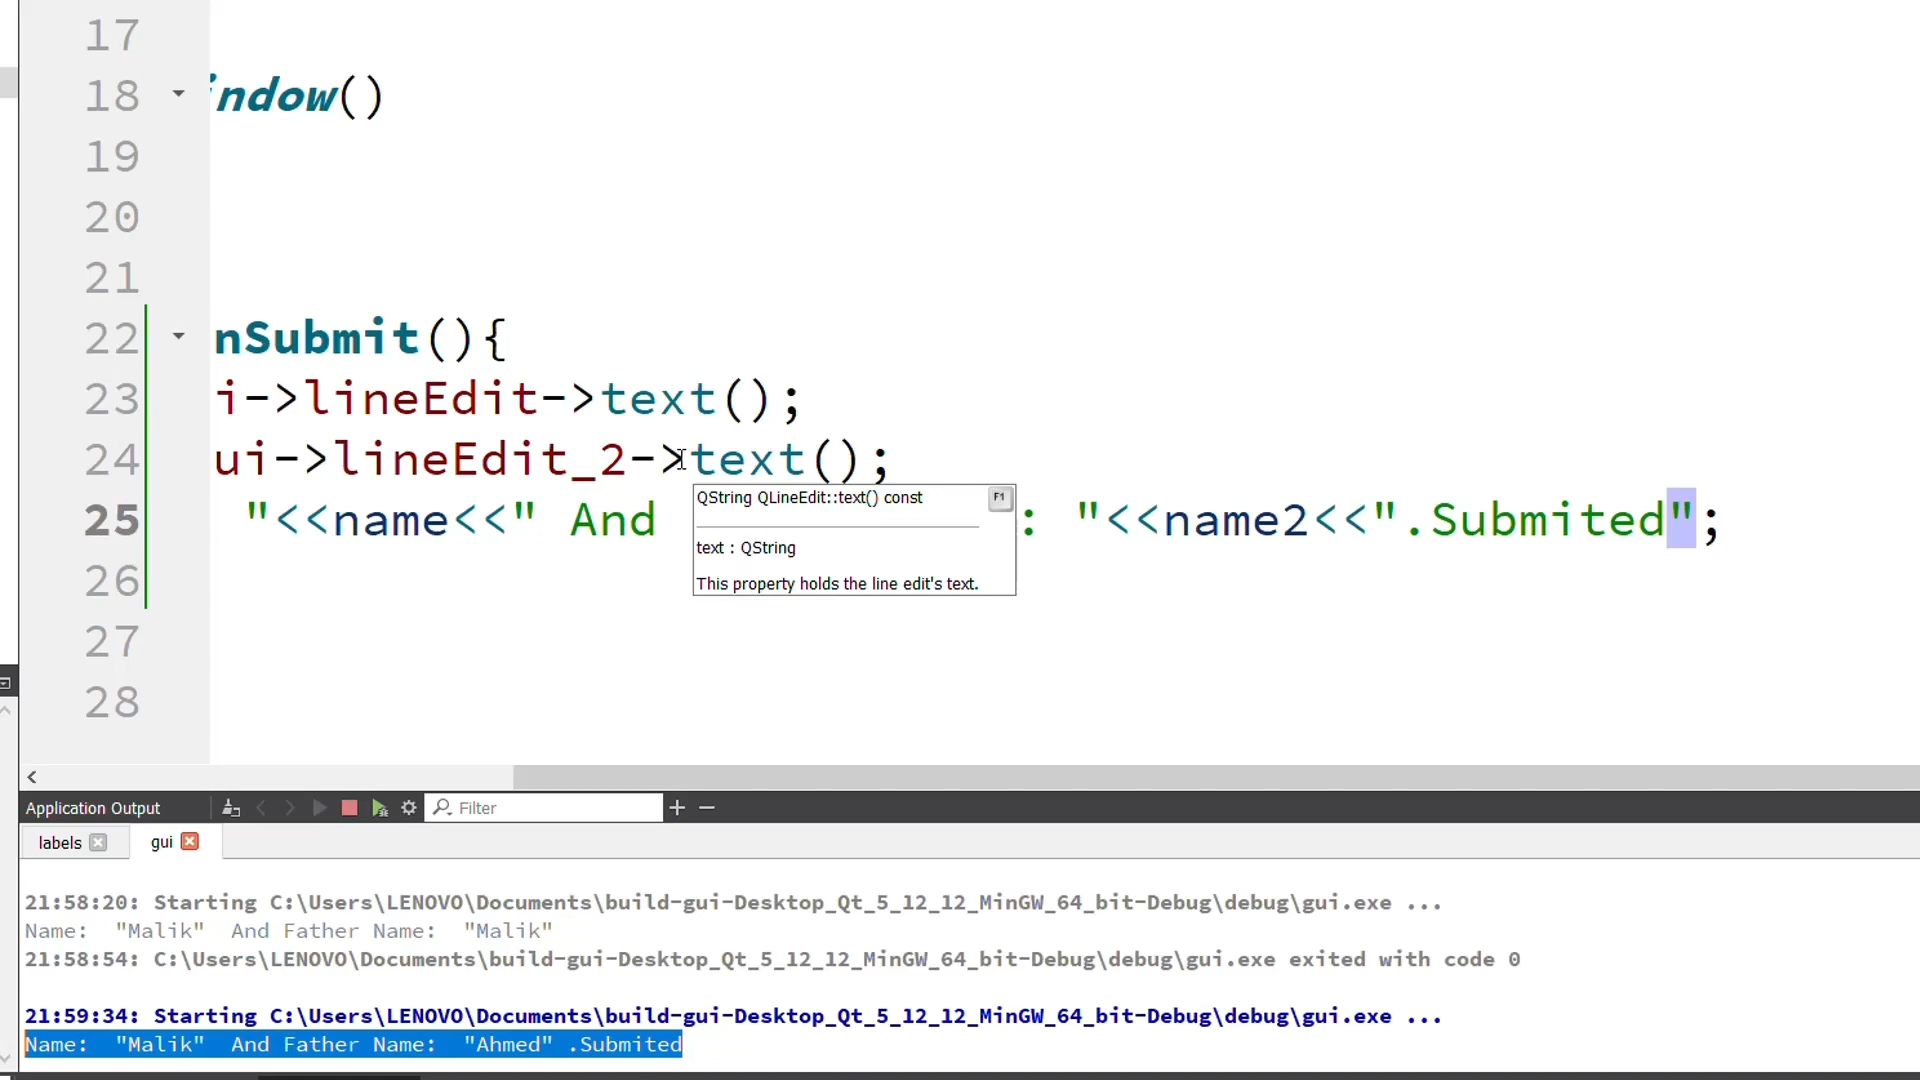 17
18 indow()
19
20
21
22 nSubmit(){
23 i->lineEdit->text();
24 ui->lineEdit_2->text();
25 "<<name<<" And : "<<name2<<".Submited";
QString QLineEdit::text() const F1
text : QString
This property holds the line edit's text.
26
27
28
Application Output Filter
labels gui
21:58:20: Starting C:\Users\LENOVO\Documents\build-gui-Desktop_Qt_5_12_12_MinGW_64_bit-Debug\debug\gui.exe ...
Name:  "Malik"  And Father Name:  "Malik"
21:58:54: C:\Users\LENOVO\Documents\build-gui-Desktop_Qt_5_12_12_MinGW_64_bit-Debug\debug\gui.exe exited with code 0
21:59:34: Starting C:\Users\LENOVO\Documents\build-gui-Desktop_Qt_5_12_12_MinGW_64_bit-Debug\debug\gui.exe ...
Name:  "Malik"  And Father Name:  "Ahmed" .Submited